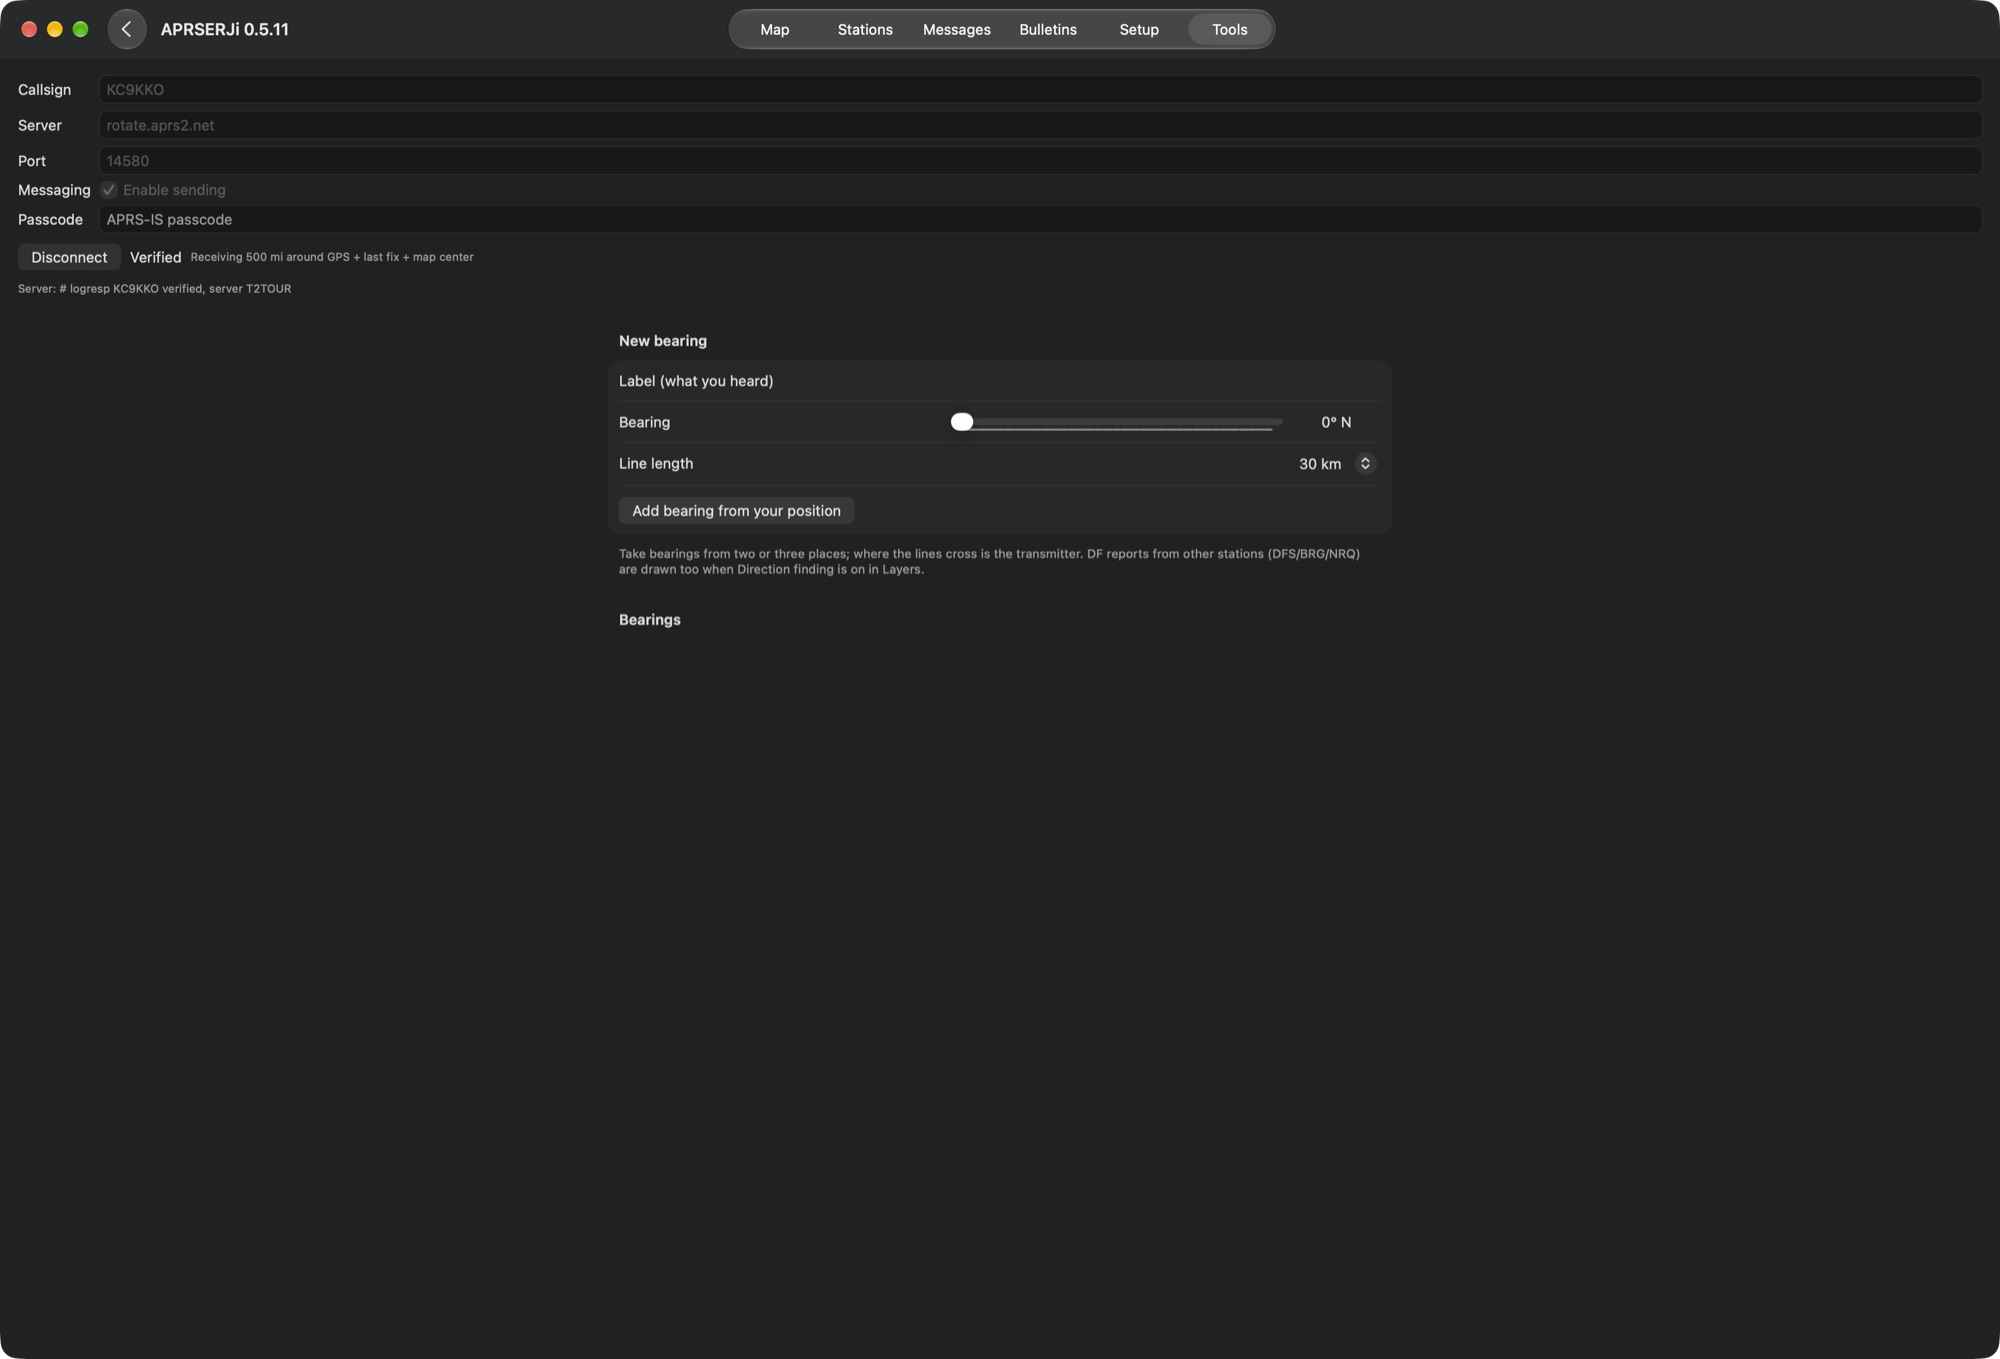 APRSERJi 0.5.11
Map Stations Messages Bulletins Setup Tools
Callsign KC9KKO
Server rotate.aprs2.net
Port 14580
Messaging Enable sending
Passcode APRS-IS passcode
Disconnect Verified Receiving 500 mi around GPS + last fix + map center
Server: # logresp KC9KKO verified, server T2TOUR
New bearing
Label (what you heard)
Bearing 0° N
Line length 30 km
Add bearing from your position
Take bearings from two or three places; where the lines cross is the transmitter. DF reports from other stations (DFS/BRG/NRQ)
are drawn too when Direction finding is on in Layers.
Bearings